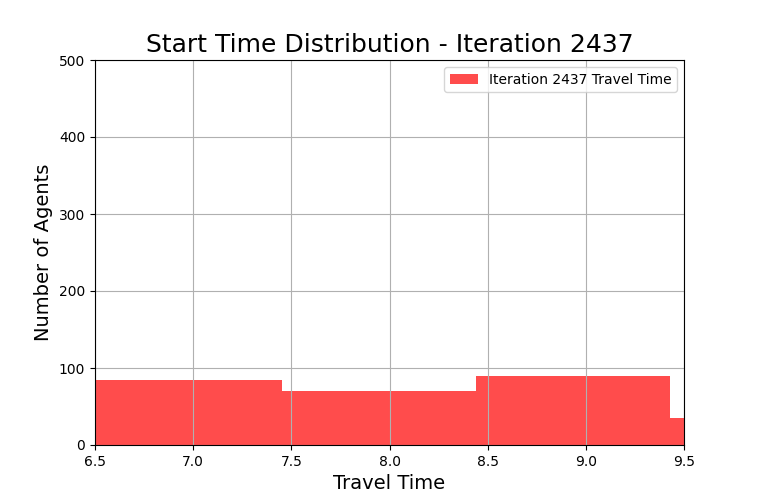 Start Time Distribution - Iteration 2437
Iteration 2437 Travel Time
Number of Agents
500
400
300
200
100
0
6.5 7.0 7.5 8.0 8.5 9.0 9.5
Travel Time